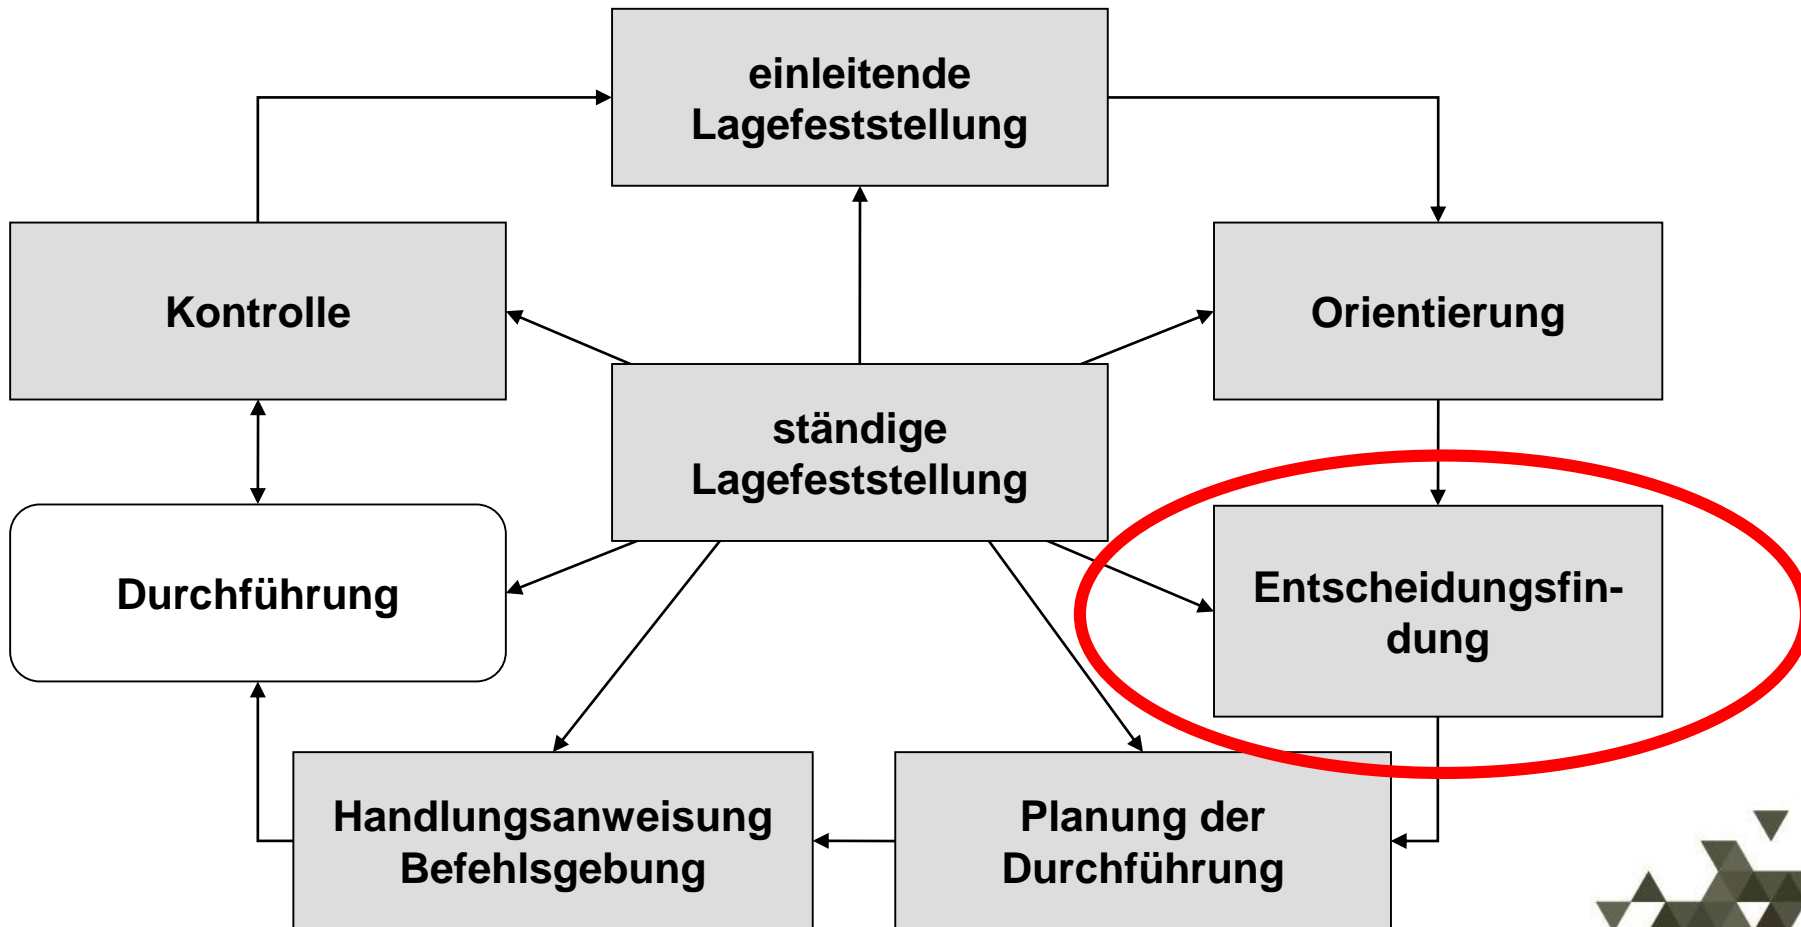 einleitende
Lagefeststellung
Kontrolle
Orientierung
ständige
Lagefeststellung
Durchführung
Entscheidungsfin-
dung
Handlungsanweisung
Befehlsgebung
Planung der
Durchführung